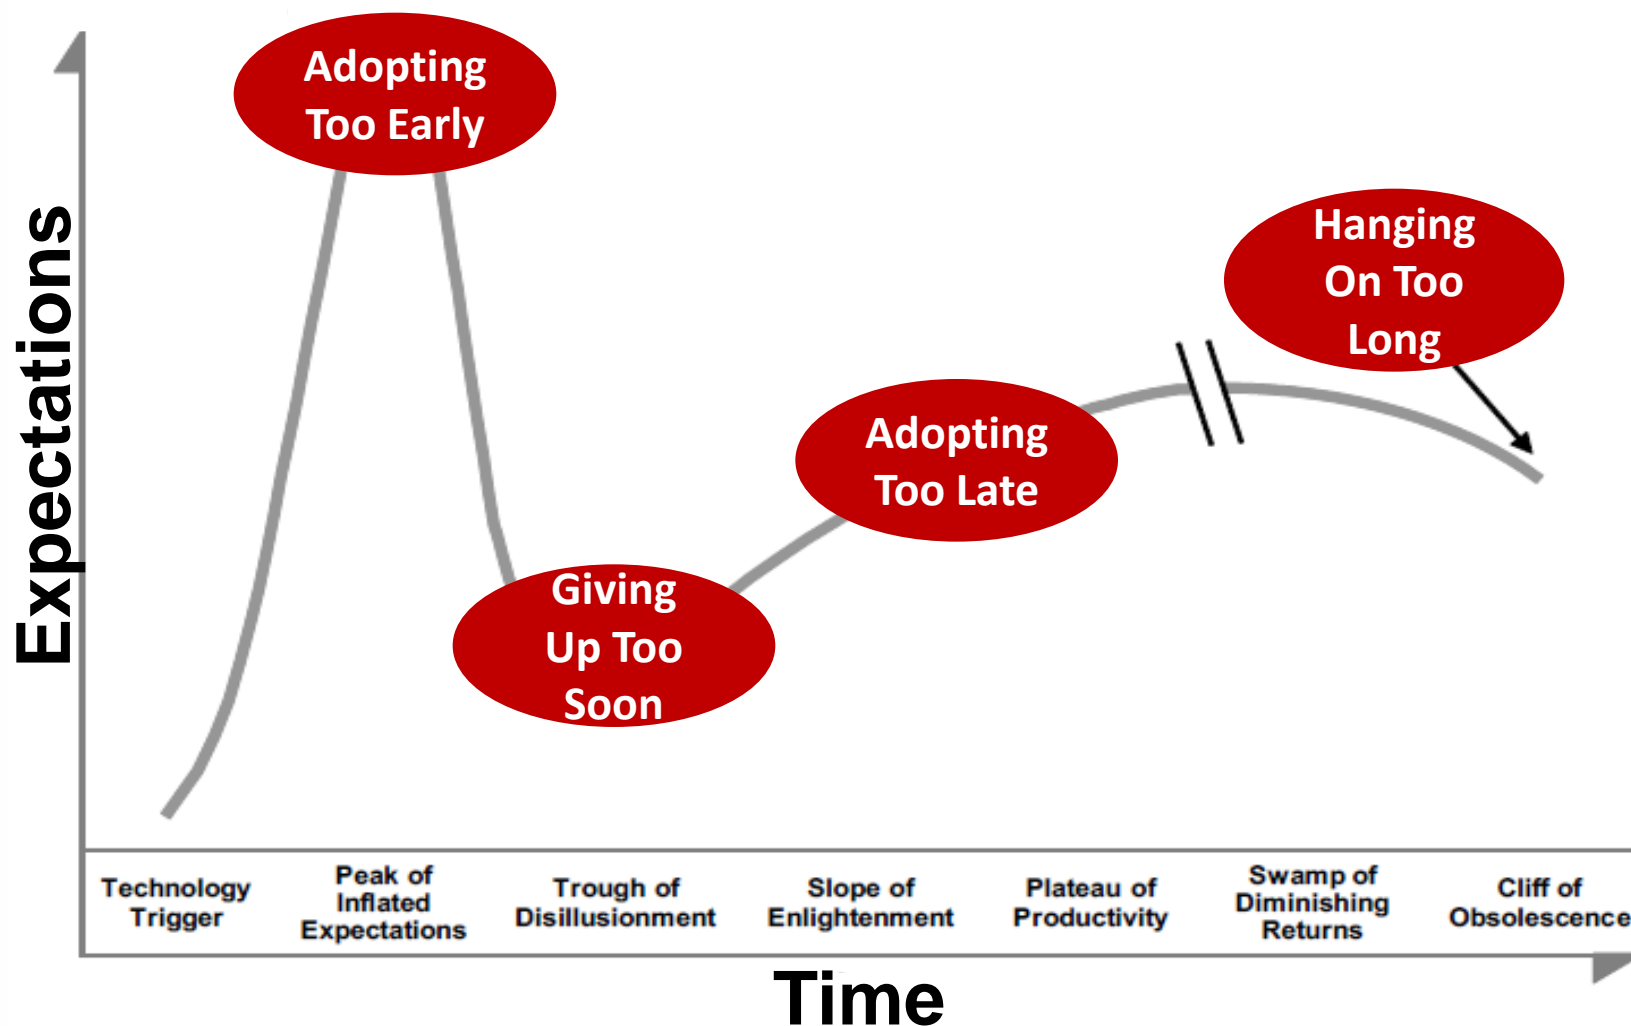 Adopting
Too Early
Hanging
On Too
Long
Adopting
Too Late
Giving
Up Too
Soon
Expectations
Technology
Trigger
Peak of
Inflated
Expectations
Trough of
Disillusionment
Slope of
Enlightenment
Plateau of
Productivity
Swamp of
Diminishing
Returns
Cliff of
Obsolescence
Time